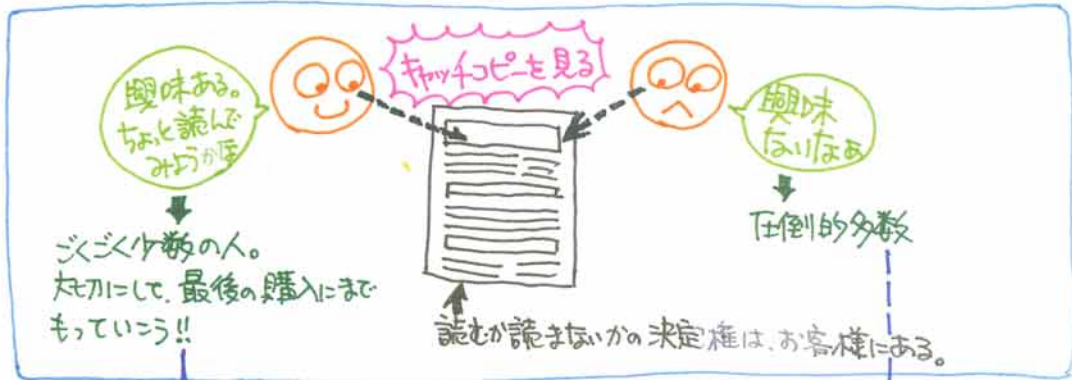 キャッチコピーを見る
興味ある。
ちょっと読んで
みようか
興味
ないなぁ
ごくごく少数の人。
大切にして、最後の購入にまで
もっていこう!!
圧倒的多数
読むか読まないかの決定権は、お客様にある。